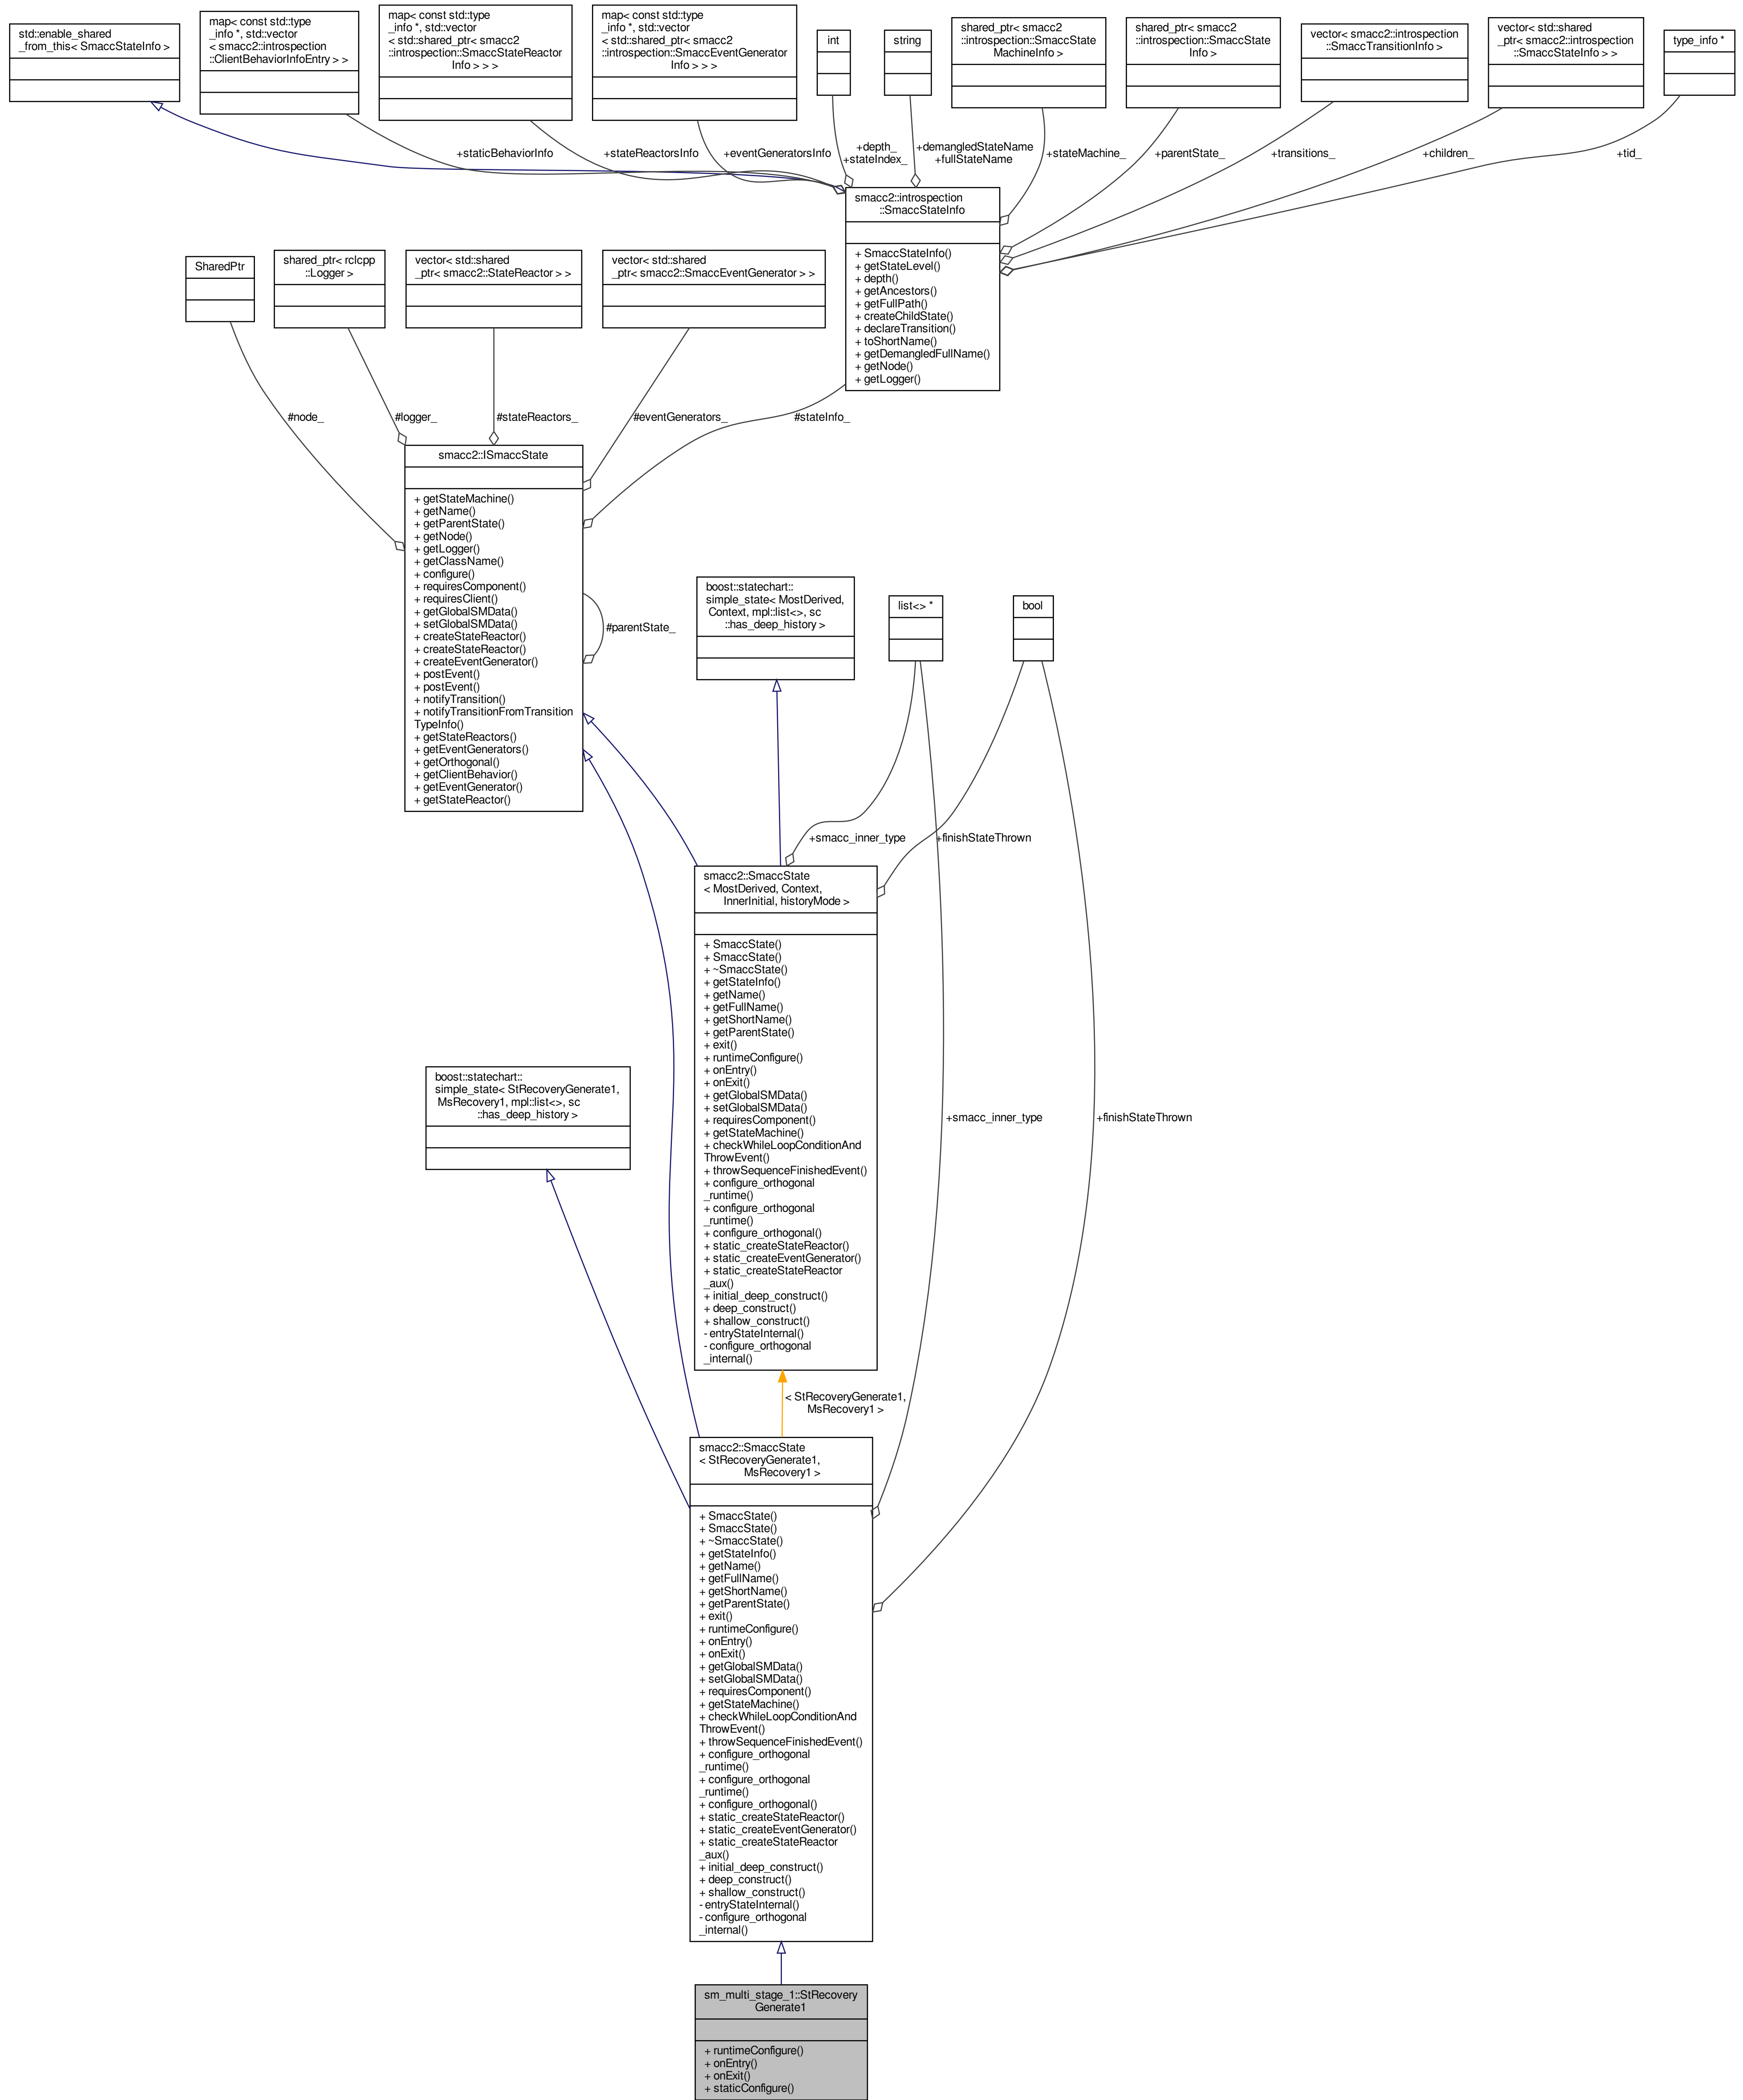 std::enable_shared
_from_this< SmaccStateInfo >
map< const std::type
_info *, std::vector
< smacc2::introspection
::ClientBehaviorInfoEntry > >
map< const std::type
_info *, std::vector
< std::shared_ptr< smacc2
::introspection::SmaccStateReactor
Info > > >
map< const std::type
_info *, std::vector
< std::shared_ptr< smacc2
::introspection::SmaccEventGenerator
Info > > >
int
string
shared_ptr< smacc2
::introspection::SmaccState
MachineInfo >
shared_ptr< smacc2
::introspection::SmaccState
Info >
vector< smacc2::introspection
::SmaccTransitionInfo >
vector< std::shared
_ptr< smacc2::introspection
::SmaccStateInfo > >
type_info *
+staticBehaviorInfo
+stateReactorsInfo
+eventGeneratorsInfo
+depth_
+stateIndex_
+demangledStateName
+fullStateName
+stateMachine_
+parentState_
+transitions_
+children_
+tid_
smacc2::introspection
::SmaccStateInfo
+ SmaccStateInfo()
+ getStateLevel()
+ depth()
+ getAncestors()
+ getFullPath()
+ createChildState()
+ declareTransition()
+ toShortName()
+ getDemangledFullName()
+ getNode()
+ getLogger()
SharedPtr
shared_ptr< rclcpp
::Logger >
vector< std::shared
_ptr< smacc2::StateReactor > >
vector< std::shared
_ptr< smacc2::SmaccEventGenerator > >
#node_
#logger_
#stateReactors_
#eventGenerators_
#stateInfo_
smacc2::ISmaccState
+ getStateMachine()
+ getName()
+ getParentState()
+ getNode()
+ getLogger()
+ getClassName()
+ configure()
+ requiresComponent()
+ requiresClient()
+ getGlobalSMData()
+ setGlobalSMData()
+ createStateReactor()
+ createStateReactor()
+ createEventGenerator()
+ postEvent()
+ postEvent()
+ notifyTransition()
+ notifyTransitionFromTransition
TypeInfo()
+ getStateReactors()
+ getEventGenerators()
+ getOrthogonal()
+ getClientBehavior()
+ getEventGenerator()
+ getStateReactor()
#parentState_
boost::statechart::
simple_state< MostDerived,
Context, mpl::list<>, sc
::has_deep_history >
list<> *
bool
+smacc_inner_type
+finishStateThrown
smacc2::SmaccState
< MostDerived, Context,
InnerInitial, historyMode >
+ SmaccState()
+ SmaccState()
+ ~SmaccState()
+ getStateInfo()
+ getName()
+ getFullName()
+ getShortName()
+ getParentState()
+ exit()
+ runtimeConfigure()
+ onEntry()
+ onExit()
+ getGlobalSMData()
+ setGlobalSMData()
+ requiresComponent()
+ getStateMachine()
+ checkWhileLoopConditionAnd
ThrowEvent()
+ throwSequenceFinishedEvent()
+ configure_orthogonal
_runtime()
+ configure_orthogonal
_runtime()
+ configure_orthogonal()
+ static_createStateReactor()
+ static_createEventGenerator()
+ static_createStateReactor
_aux()
+ initial_deep_construct()
+ deep_construct()
+ shallow_construct()
- entryStateInternal()
- configure_orthogonal
_internal()
boost::statechart::
simple_state< StRecoveryGenerate1,
MsRecovery1, mpl::list<>, sc
::has_deep_history >
+smacc_inner_type
+finishStateThrown
< StRecoveryGenerate1,
MsRecovery1 >
smacc2::SmaccState
< StRecoveryGenerate1,
MsRecovery1 >
+ SmaccState()
+ SmaccState()
+ ~SmaccState()
+ getStateInfo()
+ getName()
+ getFullName()
+ getShortName()
+ getParentState()
+ exit()
+ runtimeConfigure()
+ onEntry()
+ onExit()
+ getGlobalSMData()
+ setGlobalSMData()
+ requiresComponent()
+ getStateMachine()
+ checkWhileLoopConditionAnd
ThrowEvent()
+ throwSequenceFinishedEvent()
+ configure_orthogonal
_runtime()
+ configure_orthogonal
_runtime()
+ configure_orthogonal()
+ static_createStateReactor()
+ static_createEventGenerator()
+ static_createStateReactor
_aux()
+ initial_deep_construct()
+ deep_construct()
+ shallow_construct()
- entryStateInternal()
- configure_orthogonal
_internal()
sm_multi_stage_1::StRecovery
Generate1
+ runtimeConfigure()
+ onEntry()
+ onExit()
+ staticConfigure()